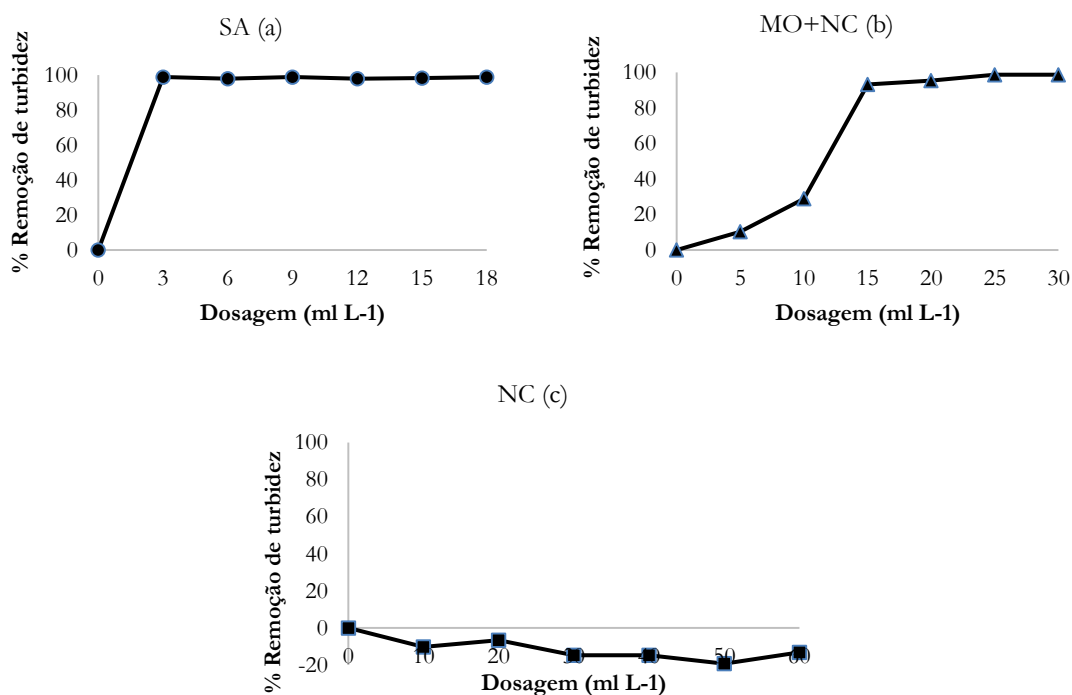 SA (a)
% Remoção de turbidez
100
80
60
40
20
0
0 3 6 9 12 15 18
Dosagem (ml L-1)
MO+NC (b)
% Remoção de turbidez
100
80
60
40
20
0
0 5 10 15 20 25 30
Dosagem (ml L-1)
NC (c)
% Remoção de turbidez
100
80
60
40
20
0
-20
0 10 20 30 40 50 60
Dosagem (ml L-1)